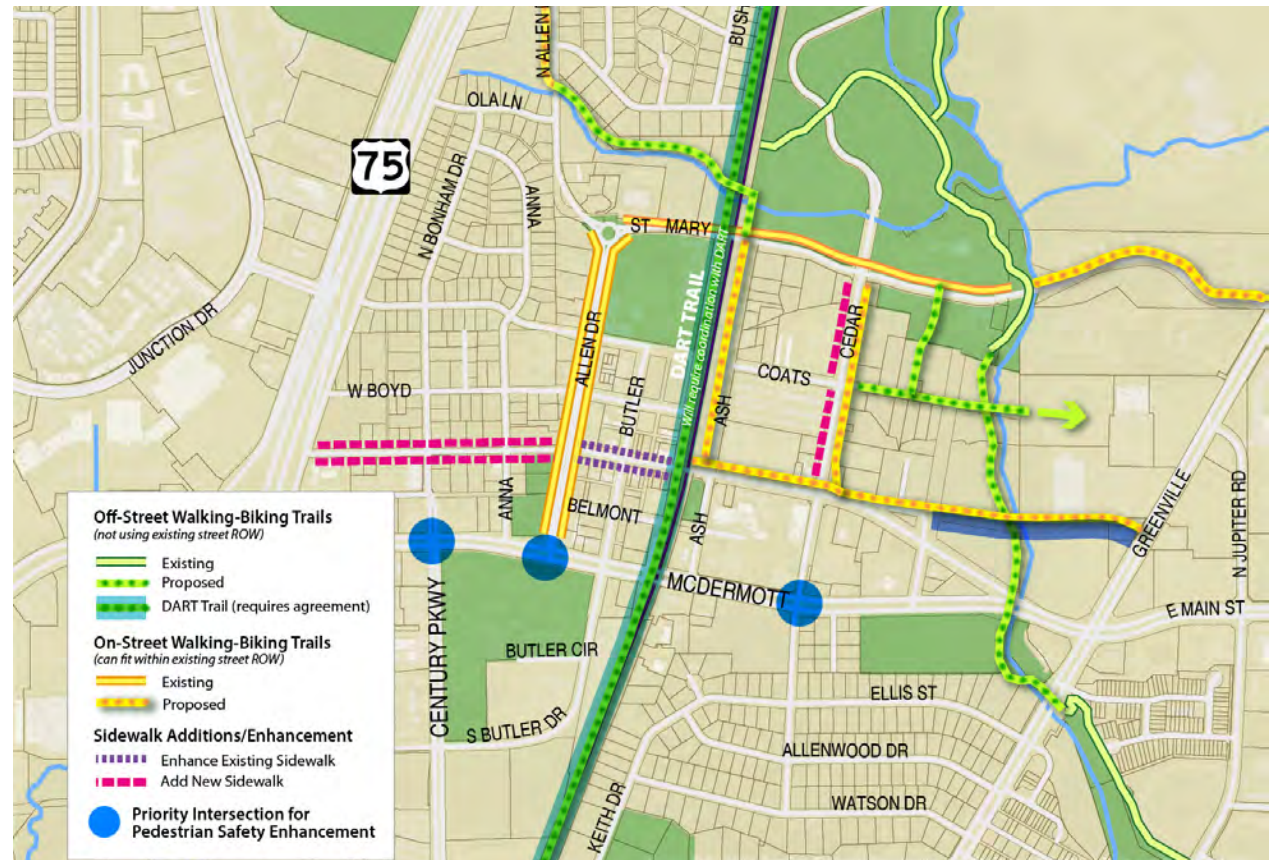 N ALLEN
BUSH
OLA LN
75
N BONHAM DR
ANNA
ST MARY
JUNCTION DR
ALLEN DR
DART TRAIL
Will require coordination with DART
CEDAR
COATS
W BOYD
BUTLER
ASH
ANNA
BELMONT
ASH
GREENVILLE
N JUPITER RD
MCDERMOTT
E MAIN ST
CENTURY PKWY
BUTLER CIR
ELLIS ST
S BUTLER DR
ALLENWOOD DR
KEITH DR
WATSON DR
Off-Street Walking-Biking Trails
(not using existing street ROW)
Existing
Proposed
DART Trail (requires agreement)
On-Street Walking-Biking Trails
(can fit within existing street ROW)
Existing
Proposed
Sidewalk Additions/Enhancement
Enhance Existing Sidewalk
Add New Sidewalk
Priority Intersection for
Pedestrian Safety Enhancement